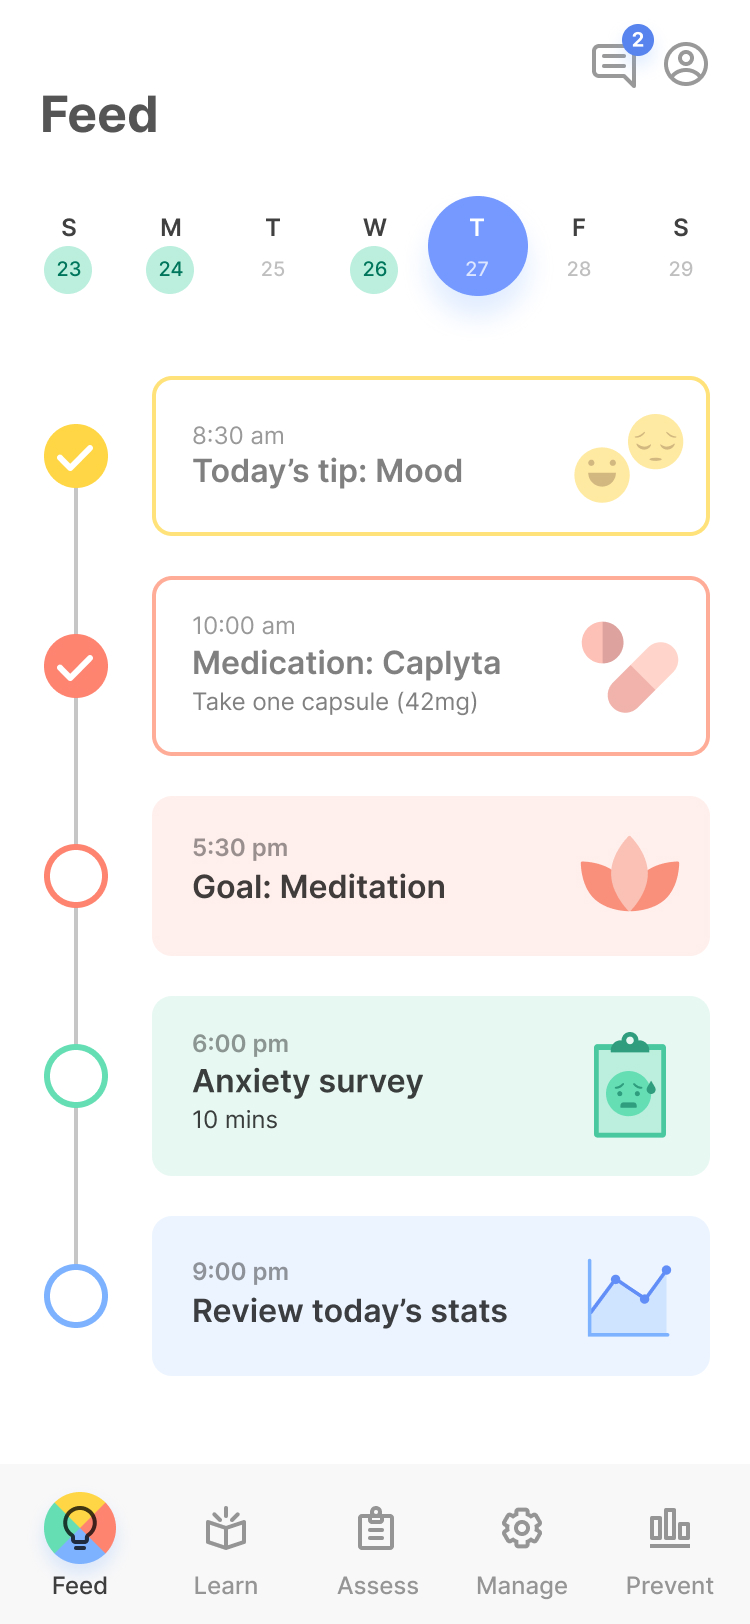 2
Feed
S M T W T F S
23 24 25 26 27 28 29
8:30 am
Today’s tip: Mood
10:00 am
Medication: Caplyta
Take one capsule (42mg)
5:30 pm
Goal: Meditation
6:00 pm
Anxiety survey
10 mins
9:00 pm
Review today’s stats
Feed Learn Assess Manage Prevent